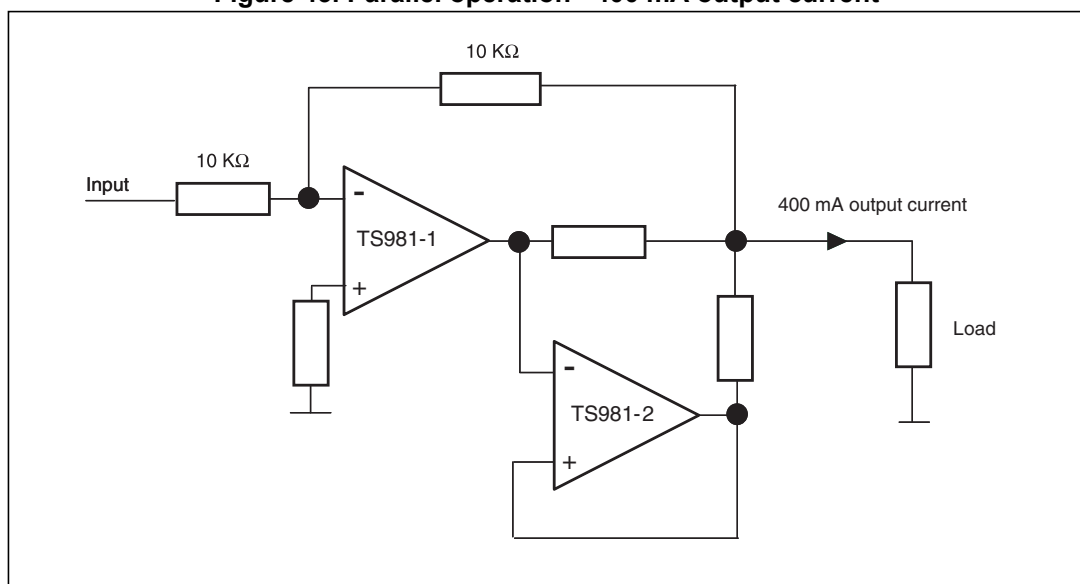 10 KΩ
10 KΩ
Input
-
TS981-1
+
400 mA output current
Load
-
TS981-2
+